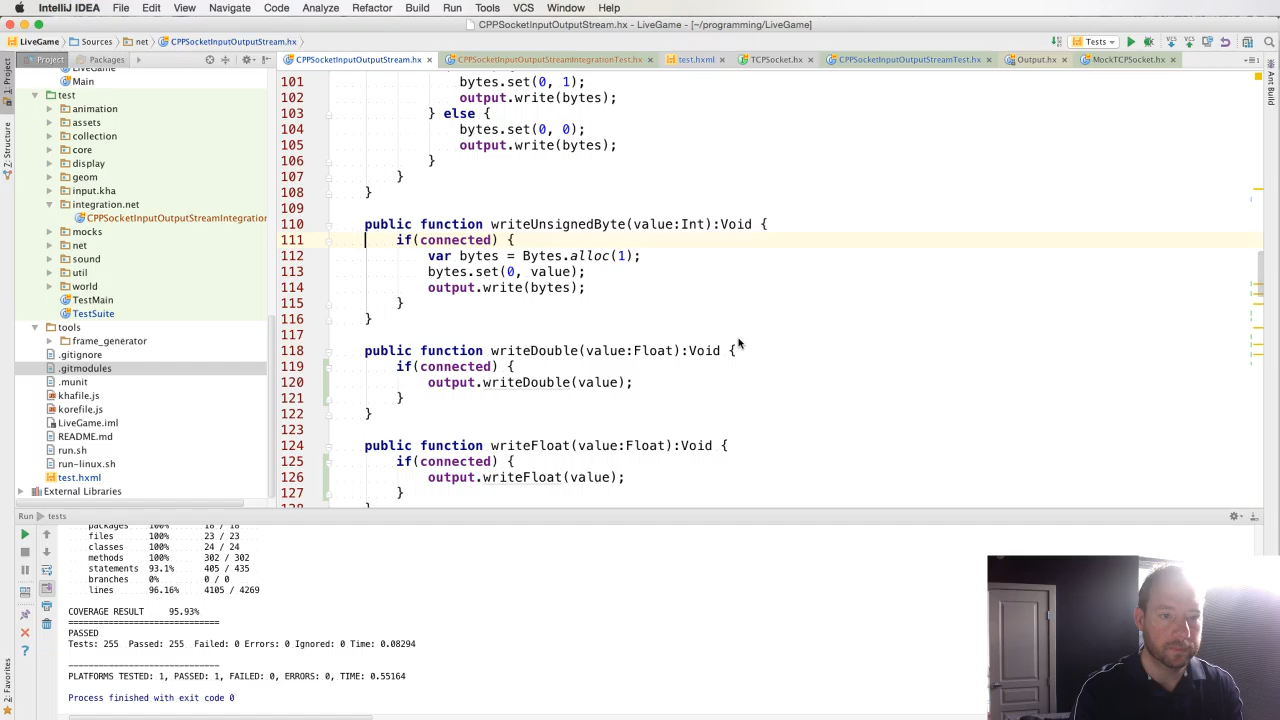 IntelliJ IDEA File Edit View Navigate Code Analyze Refactor Build Run Tools VCS Window Help
CPPSocketInputOutputStream.hx - LiveGame - [~/programming/LiveGame]
LiveGame Sources net CPPSocketInputOutputStream.hx Tests
Project Packages CPPSocketInputOutputStream.hx CPPSocketInputOutputStreamIntegrationTest.hx test.hxml TCPSocket.hx CPPSocketInputOutputStreamTest.hx Output.hx MockTCPSocket.hx
1: Project
7: Structure
2: Favorites
Ant Build
LiveGame
Main
test
animation
assets
collection
core
display
geom
input.kha
integration.net
CPPSocketInputOutputStreamIntegration
mocks
net
sound
util
world
TestMain
TestSuite
tools
frame_generator
.gitignore
.gitmodules
.munit
khafile.js
korefile.js
LiveGame.iml
README.md
run.sh
run-linux.sh
test.hxml
External Libraries
101 bytes.set(0, 1);
102 output.write(bytes);
103 } else {
104 bytes.set(0, 0);
105 output.write(bytes);
106 }
107 }
108 }
109
110 public function writeUnsignedByte(value:Int):Void {
111 if(connected) {
112 var bytes = Bytes.alloc(1);
113 bytes.set(0, value);
114 output.write(bytes);
115 }
116 }
117
118 public function writeDouble(value:Float):Void {
119 if(connected) {
120 output.writeDouble(value);
121 }
122 }
123
124 public function writeFloat(value:Float):Void {
125 if(connected) {
126 output.writeFloat(value);
127 }
128 }
Run tests
packages 100% 18 / 18
files 100% 23 / 23
classes 100% 24 / 24
methods 100% 302 / 302
statements 93.1% 405 / 435
branches 0% 0 / 0
lines 96.16% 4105 / 4269
COVERAGE RESULT 95.93%
==============================
PASSED
Tests: 255 Passed: 255 Failed: 0 Errors: 0 Ignored: 0 Time: 0.08294
------------------------------
PLATFORMS TESTED: 1, PASSED: 1, FAILED: 0, ERRORS: 0, TIME: 0.55164
Process finished with exit code 0